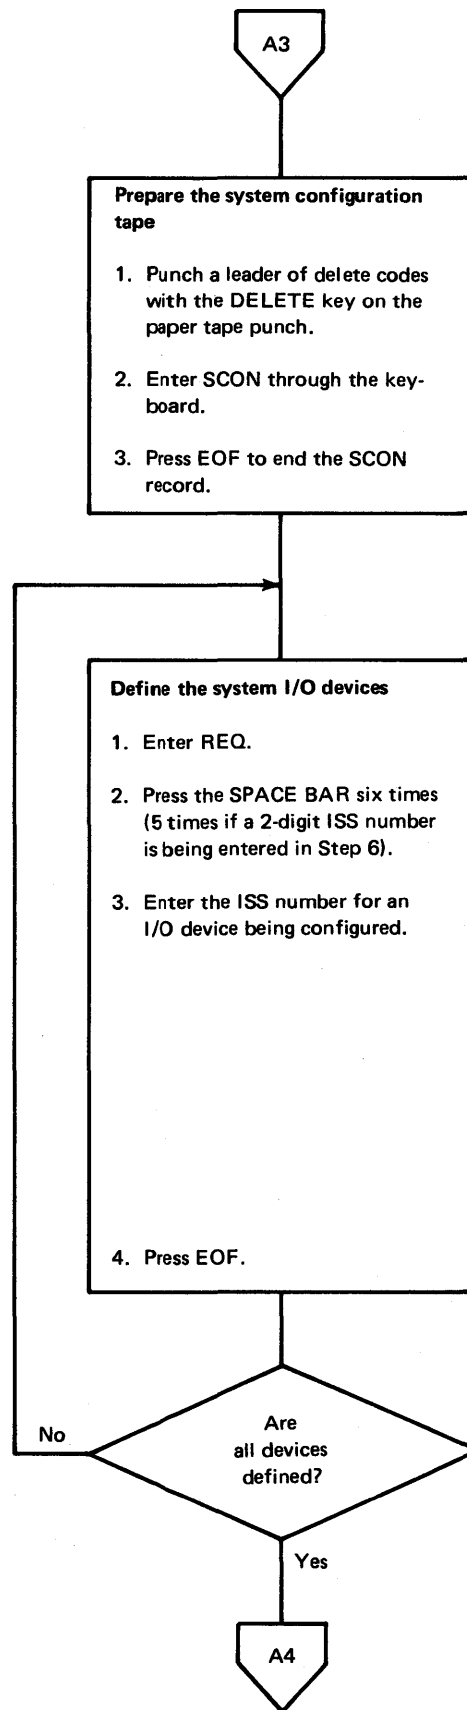 A3
Prepare the system configuration
tape
1. Punch a leader of delete codes
with the DELETE key on the
paper tape punch.
2. Enter SCON through the key-
board.
3. Press EOF to end the SCON
record.
Define the system I/O devices
1. Enter REQ.
2. Press the SPACE BAR six times
(5 times if a 2-digit ISS number
is being entered in Step 6).
3. Enter the ISS number for an
I/O device being configured.
4. Press EOF.
Are
all devices
defined?
No
Yes
A4